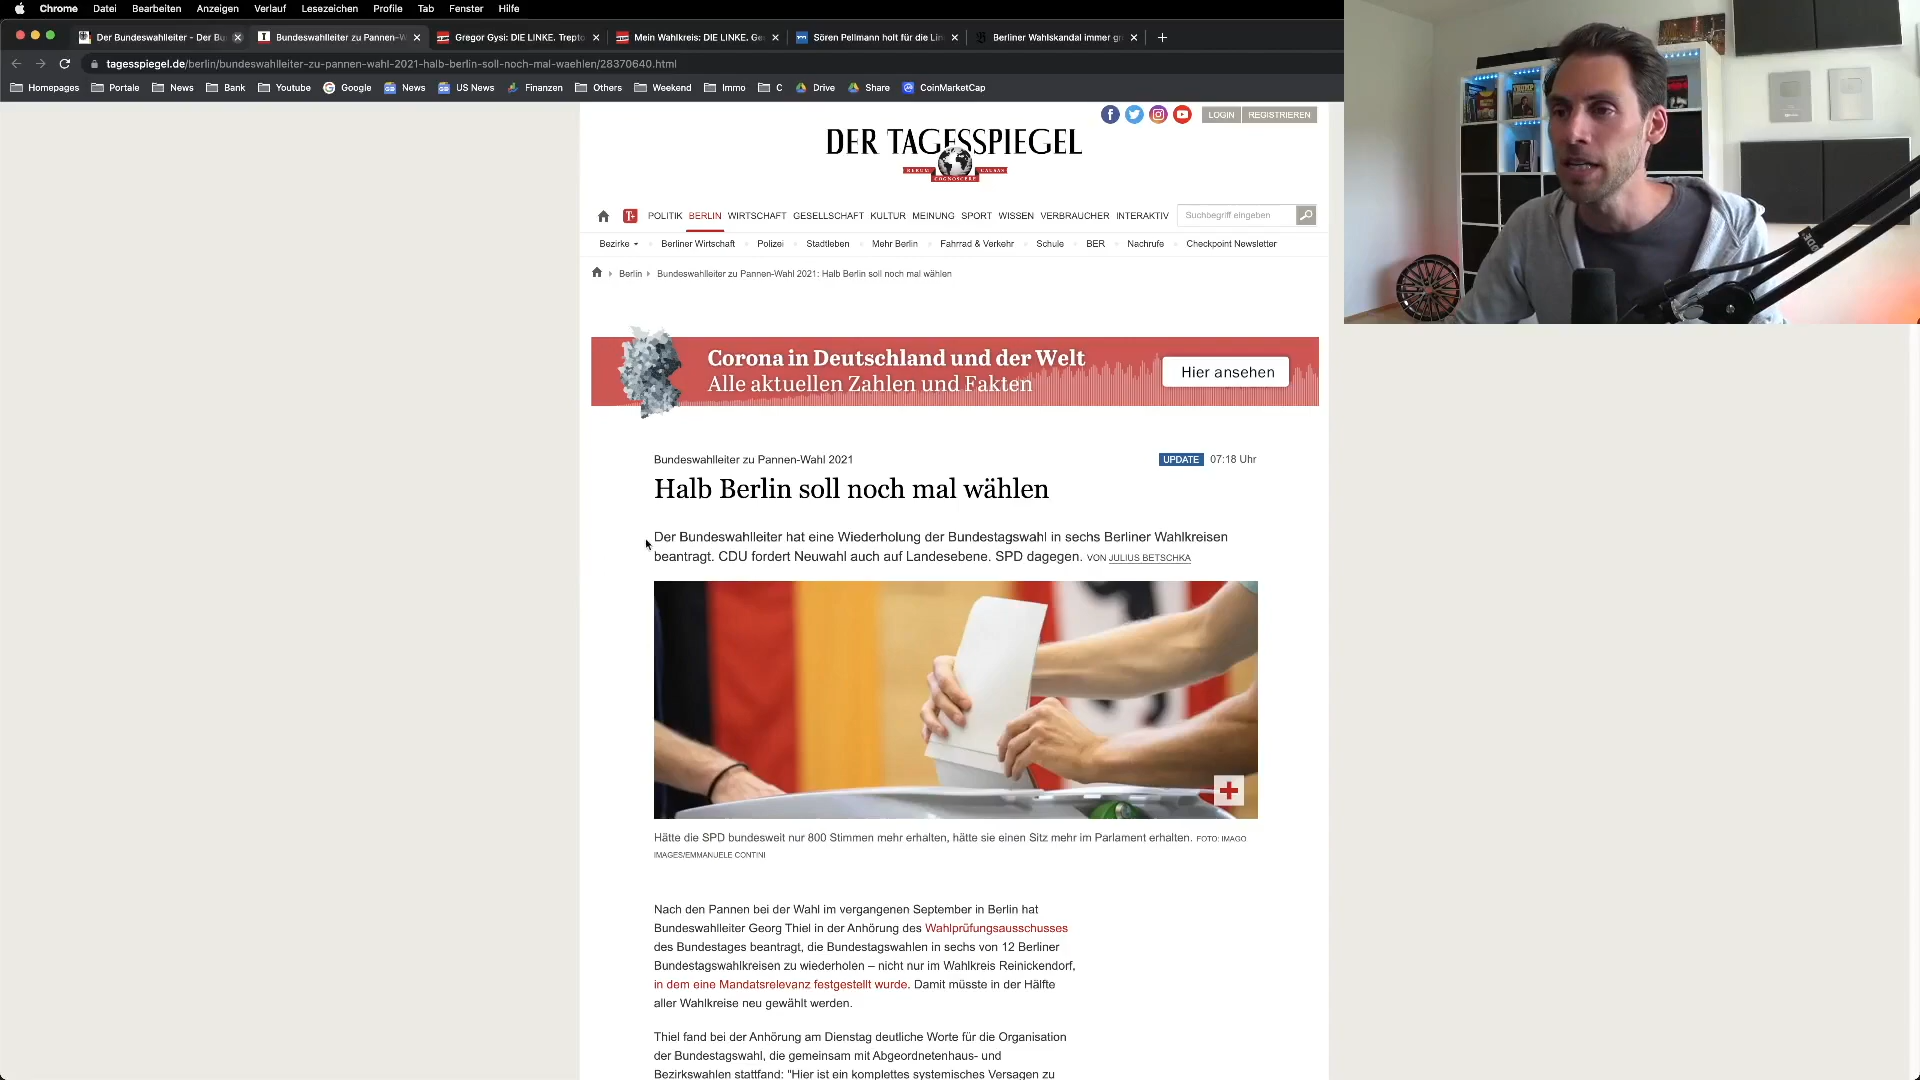 Chrome Datei Bearbeiten Anzeigen Verlauf Lesezeichen Profile Tab Fenster Hilfe
Der Bundeswahlleiter - Der Bu
Bundeswahlleiter zu Pannen-W
Gregor Gysi: DIE LINKE. Trepto
Mein Wahlkreis: DIE LINKE. Ge
Sören Pellmann holt für die Lin
Berliner Wahlskandal immer gr
tagesspiegel.de/berlin/bundeswahlleiter-zu-pannen-wahl-2021-halb-berlin-soll-noch-mal-waehlen/28370640.html
Homepages Portale News Bank Youtube Google News US News Finanzen Others Weekend Immo C Drive Share CoinMarketCap
LOGIN REGISTRIEREN
DER TAGESSPIEGEL
RERUM CAUSAS
COGNOSCERE
T+ POLITIK BERLIN WIRTSCHAFT GESELLSCHAFT KULTUR MEINUNG SPORT WISSEN VERBRAUCHER INTERAKTIV Suchbegriff eingeben
Bezirke Berliner Wirtschaft Polizei Stadtleben Mehr Berlin Fahrrad & Verkehr Schule BER Nachrufe Checkpoint Newsletter
Berlin Bundeswahlleiter zu Pannen-Wahl 2021: Halb Berlin soll noch mal wählen
Corona in Deutschland und der Welt
Alle aktuellen Zahlen und Fakten
Hier ansehen
Bundeswahlleiter zu Pannen-Wahl 2021
UPDATE 07:18 Uhr
Halb Berlin soll noch mal wählen
Der Bundeswahlleiter hat eine Wiederholung der Bundestagswahl in sechs Berliner Wahlkreisen
beantragt. CDU fordert Neuwahl auch auf Landesebene. SPD dagegen. VON JULIUS BETSCHKA
Hätte die SPD bundesweit nur 800 Stimmen mehr erhalten, hätte sie einen Sitz mehr im Parlament erhalten. FOTO: IMAGO
IMAGES/EMMANUELE CONTINI
Nach den Pannen bei der Wahl im vergangenen September in Berlin hat
Bundeswahlleiter Georg Thiel in der Anhörung des Wahlprüfungsausschusses
des Bundestages beantragt, die Bundestagswahlen in sechs von 12 Berliner
Bundestagswahlkreisen zu wiederholen – nicht nur im Wahlkreis Reinickendorf,
in dem eine Mandatsrelevanz festgestellt wurde. Damit müsste in der Hälfte
aller Wahlkreise neu gewählt werden.
Thiel fand bei der Anhörung am Dienstag deutliche Worte für die Organisation
der Bundestagswahl, die gemeinsam mit Abgeordnetenhaus- und
Bezirkswahlen stattfand: "Hier ist ein komplettes systemisches Versagen zu
TRUMP